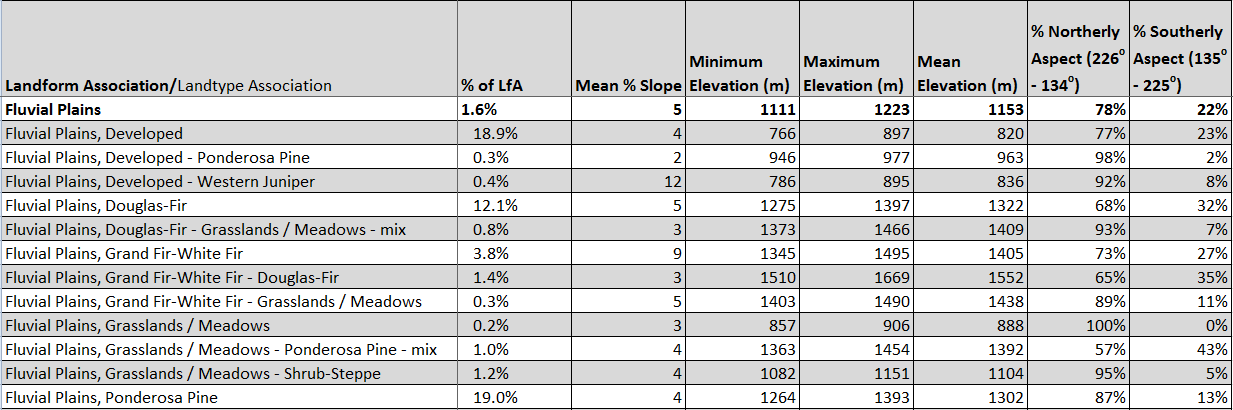 Landform Association/Landtype Association | % of LfA | Mean % Slope | Minimum Elevation (m) | Maximum Elevation (m) | Mean Elevation (m) | % Northerly Aspect (226° - 134°) | % Southerly Aspect (135° - 225°)
Fluvial Plains | 1.6% | 5 | 1111 | 1223 | 1153 | 78% | 22%
Fluvial Plains, Developed | 18.9% | 4 | 766 | 897 | 820 | 77% | 23%
Fluvial Plains, Developed - Ponderosa Pine | 0.3% | 2 | 946 | 977 | 963 | 98% | 2%
Fluvial Plains, Developed - Western Juniper | 0.4% | 12 | 786 | 895 | 836 | 92% | 8%
Fluvial Plains, Douglas-Fir | 12.1% | 5 | 1275 | 1397 | 1322 | 68% | 32%
Fluvial Plains, Douglas-Fir - Grasslands / Meadows - mix | 0.8% | 3 | 1373 | 1466 | 1409 | 93% | 7%
Fluvial Plains, Grand Fir-White Fir | 3.8% | 9 | 1345 | 1495 | 1405 | 73% | 27%
Fluvial Plains, Grand Fir-White Fir - Douglas-Fir | 1.4% | 3 | 1510 | 1669 | 1552 | 65% | 35%
Fluvial Plains, Grand Fir-White Fir - Grasslands / Meadows | 0.3% | 5 | 1403 | 1490 | 1438 | 89% | 11%
Fluvial Plains, Grasslands / Meadows | 0.2% | 3 | 857 | 906 | 888 | 100% | 0%
Fluvial Plains, Grasslands / Meadows - Ponderosa Pine - mix | 1.0% | 4 | 1363 | 1454 | 1392 | 57% | 43%
Fluvial Plains, Grasslands / Meadows - Shrub-Steppe | 1.2% | 4 | 1082 | 1151 | 1104 | 95% | 5%
Fluvial Plains, Ponderosa Pine | 19.0% | 4 | 1264 | 1393 | 1302 | 87% | 13%